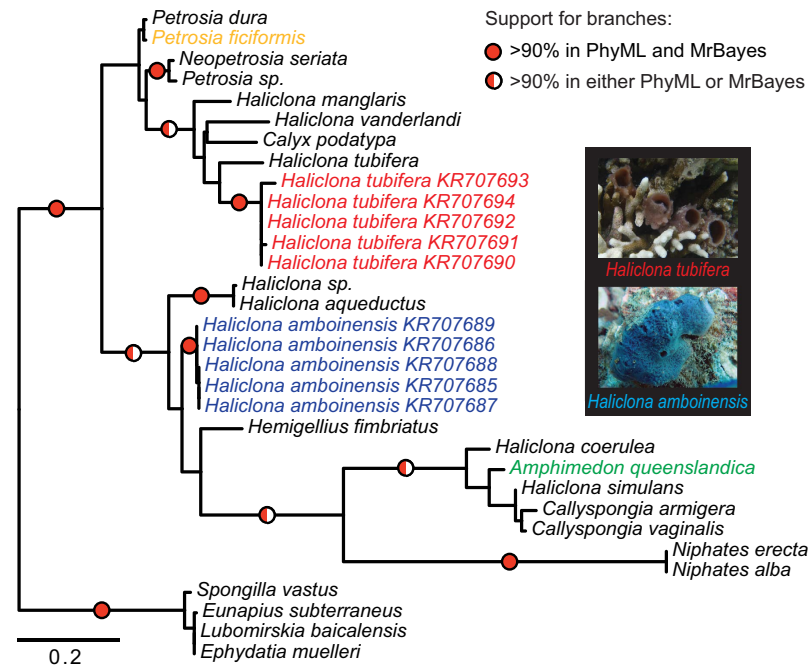 Petrosia dura
Petrosia ficiformis
Neopetrosia seriata
Petrosia sp.
Haliclona manglaris
Haliclona vanderlandi
Calyx podatypa
Haliclona tubifera
Haliclona tubifera KR707693
Haliclona tubifera KR707694
Haliclona tubifera KR707692
Haliclona tubifera KR707691
Haliclona tubifera KR707690
Haliclona sp.
Haliclona aqueductus
Haliclona amboinensis KR707689
Haliclona amboinensis KR707686
Haliclona amboinensis KR707688
Haliclona amboinensis KR707685
Haliclona amboinensis KR707687
Hemigellius fimbriatus
Haliclona coerulea
Amphimedon queenslandica
Haliclona simulans
Callyspongia armigera
Callyspongia vaginalis
Niphates erecta
Niphates alba
Spongilla vastus
Eunapius subterraneus
Lubomirskia baicalensis
Ephydatia muelleri
0.2
Support for branches:
>90% in PhyML and MrBayes
>90% in either PhyML or MrBayes
Haliclona tubifera
Haliclona amboinensis